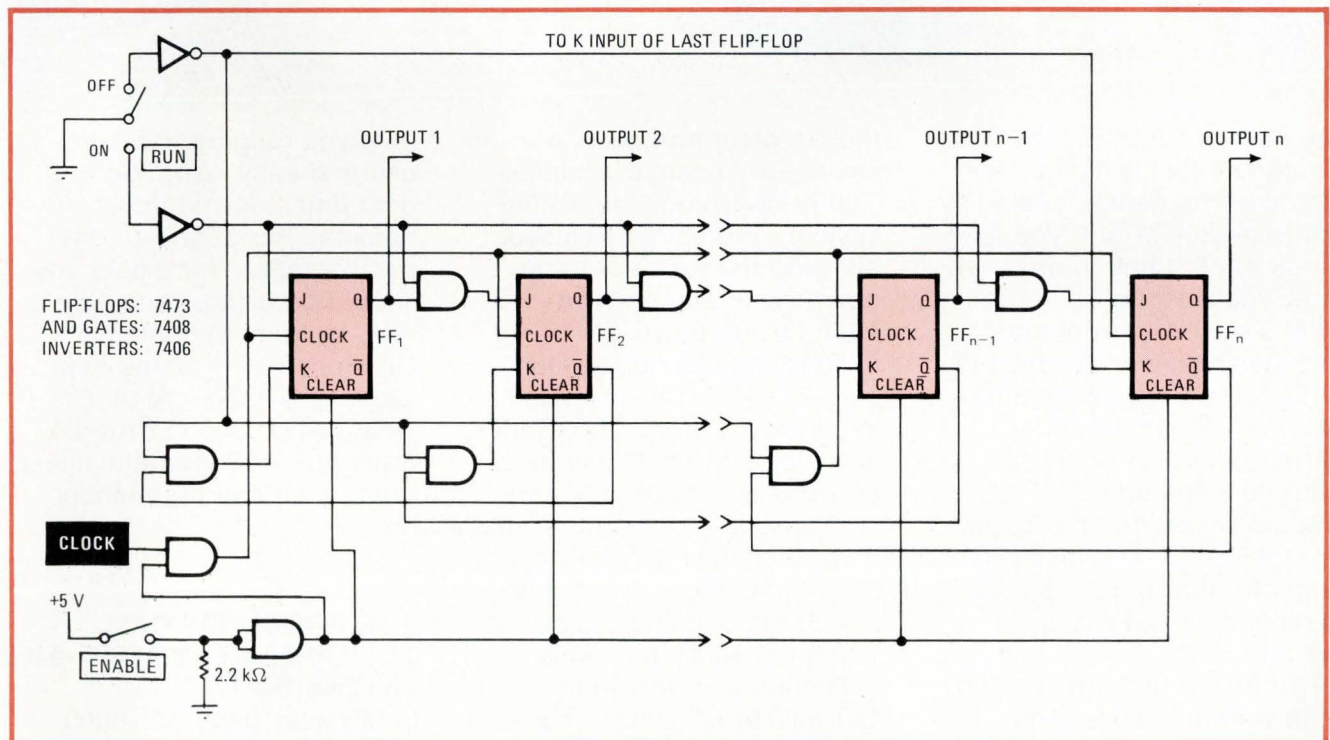 TO K INPUT OF LAST FLIP-FLOP
OFF
ON
RUN
OUTPUT 1
OUTPUT 2
OUTPUT n−1
OUTPUT n
FLIP-FLOPS: 7473
AND GATES: 7408
INVERTERS: 7406
J Q
CLOCK
K Q̅
CLEAR
FF1
J Q
CLOCK
K Q̅
CLEAR
FF2
J Q
CLOCK
K Q̅
CLEAR
FFn−1
J Q
CLOCK
K Q̅
CLEAR
FFn
CLOCK
+5 V
ENABLE
2.2 kΩ